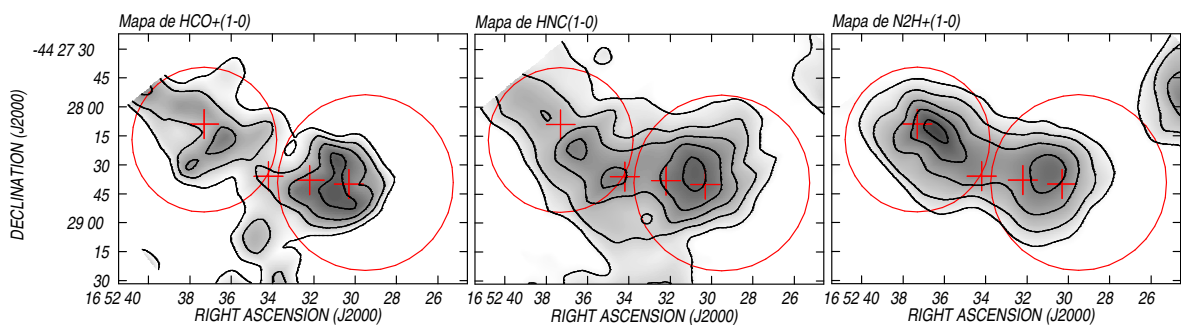 Mapa de HCO+(1-0)
Mapa de HNC(1-0)
Mapa de N2H+(1-0)
DECLINATION (J2000)
-44 27 30
45
28 00
15
30
45
29 00
15
30
16 52 40 38 36 34 32 30 28 26
16 52 40 38 36 34 32 30 28 26
16 52 40 38 36 34 32 30 28 26
RIGHT ASCENSION (J2000)
RIGHT ASCENSION (J2000)
RIGHT ASCENSION (J2000)